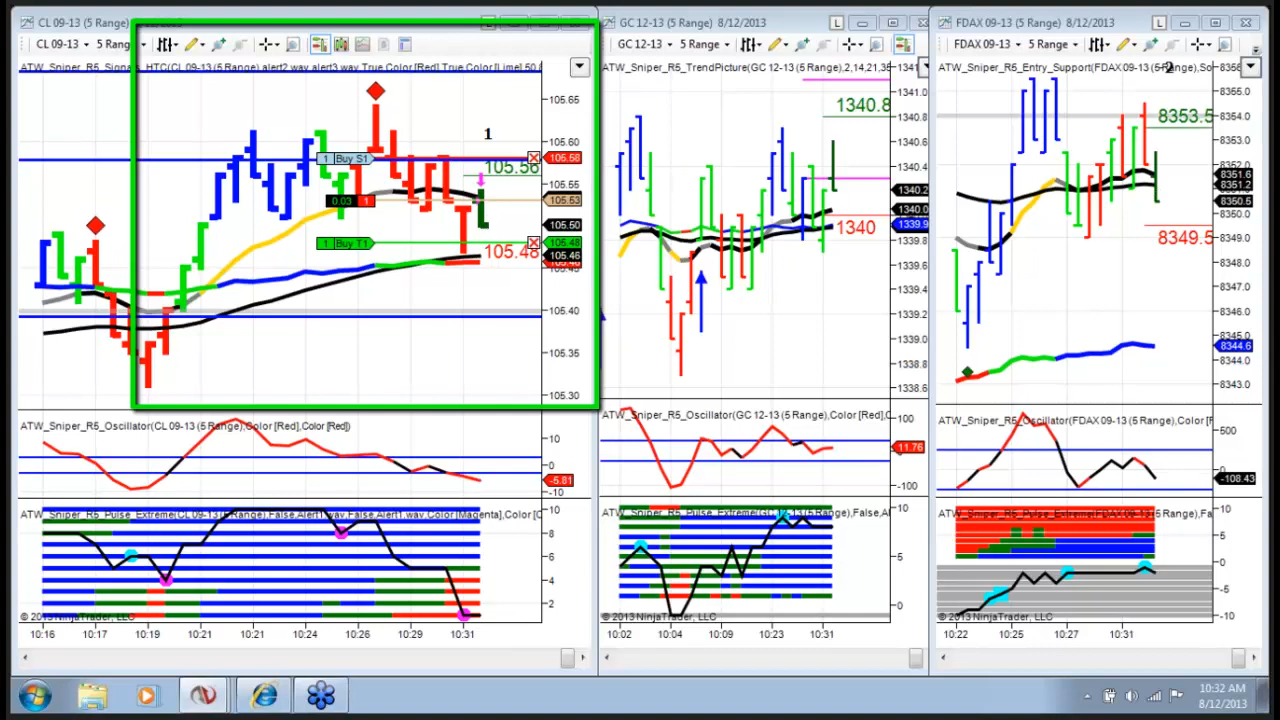 CL 09-13 (5 Range) 8/12/2013
CL 09-13 5 Rang
ATW_Sniper_R5_Signals_HTC(CL 09-13 (5 Range),alert2.wav,alert3.wav,True,Color [Red],True,Color [Lime],50,8
105.65
105.60
105.55
105.45
105.40
105.35
105.30
1
1 Buy S1
105.58
105.56
0.03 1
105.53
105.50
1 Buy T1
105.48
105.48
105.46
ATW_Sniper_R5_Oscillator(CL 09-13 (5 Range),Color [Red],Color [Red])
10
0
-5.81
-10
ATW_Sniper_R5_Pulse_Extreme(CL 09-13 (5 Range),False,Alert1.wav,False,Alert1.wav,Color [Magenta],Color [C
10
8
6
4
2
© 2013 NinjaTrader, LLC
10:16 10:17 10:19 10:21 10:21 10:24 10:26 10:29 10:31
GC 12-13 (5 Range) 8/12/2013
L
GC 12-13 5 Range
ATW_Sniper_R5_TrendPicture(GC 12-13 (5 Range),2,14,21,35
1341.0
1340.8
1340.6
1340.4
1340.2
1340.0
1340
1339.9
1339.8
1339.6
1339.4
1339.2
1339.0
1338.8
1338.6
ATW_Sniper_R5_Oscillator(GC 12-13 (5 Range),Color [Red],C
100
11.76
-100
ATW_Sniper_R5_Pulse_Extreme(GC 12-13 (5 Range),False,A
10
5
0
© 2013 NinjaTrader, LLC
10:02 10:04 10:09 10:23 10:31
FDAX 09-13 (5 Range) 8/12/2013
L
FDAX 09-13 5 Range
ATW_Sniper_R5_Entry_Support(FDAX 09-13 (5 Range),So
2
8355.0
8354.0
8353.5
8353.0
8352.0
8351.6
8351.2
8350.5
8350.0
8349.5
8349.0
8348.0
8347.0
8346.0
8345.0
8344.6
8344.0
8343.0
ATW_Sniper_R5_Oscillator(FDAX 09-13 (5 Range),Color [
500
0
-108.43
ATW_Sniper_R5_Pulse_Extreme(FDAX 09-13 (5 Range),Fa
10
5
0
-5
-10
© 2013 NinjaTrader, LLC
10:22 10:25 10:27 10:31
10:32 AM
8/12/2013